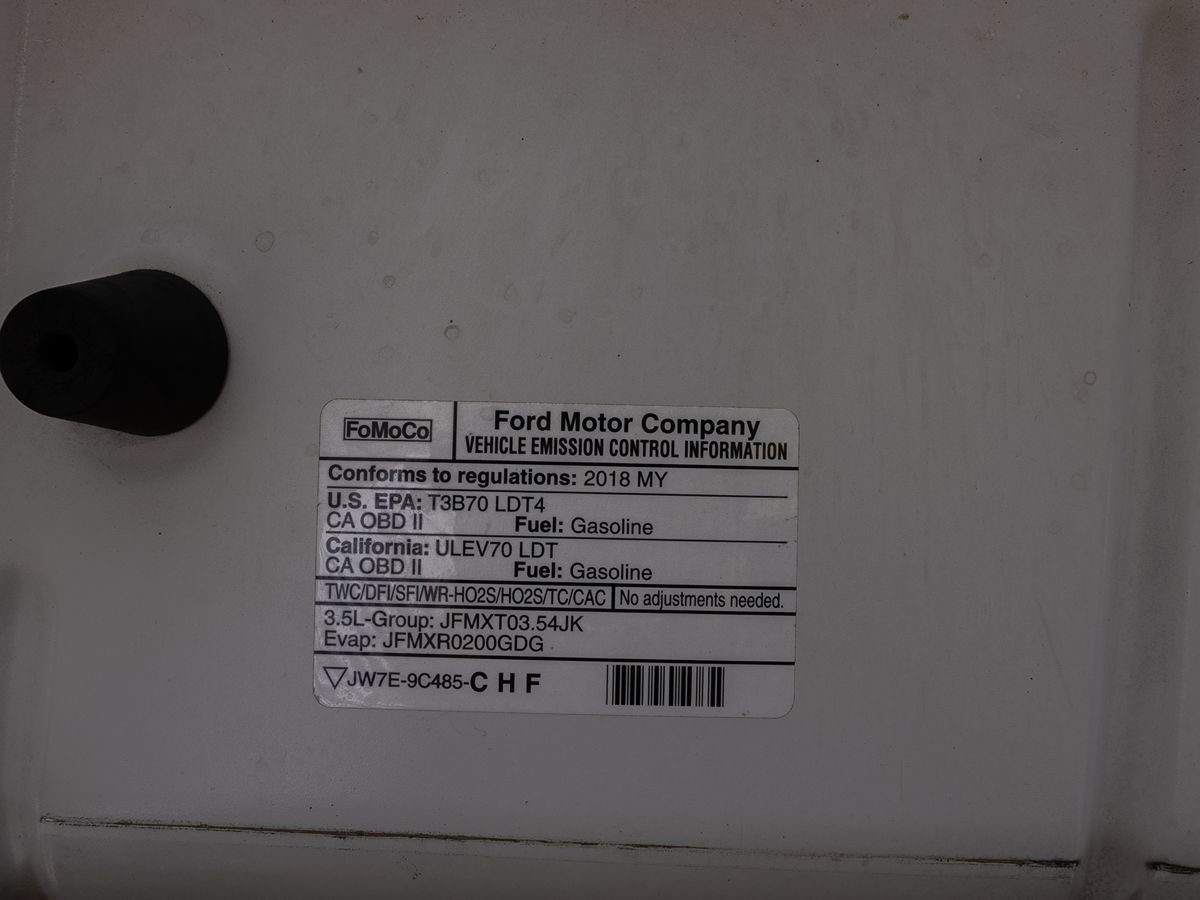 FoMoCo
Ford Motor Company
VEHICLE EMISSION CONTROL INFORMATION
Conforms to regulations: 2018 MY
U.S. EPA: T3B70 LDT4
CA OBD II Fuel: Gasoline
California: ULEV70 LDT
CA OBD II Fuel: Gasoline
TWC/DFI/SFI/WR-HO2S/HO2S/TC/CAC No adjustments needed.
3.5L-Group: JFMXT03.54JK
Evap: JFMXR0200GDG
JW7E-9C485-C H F